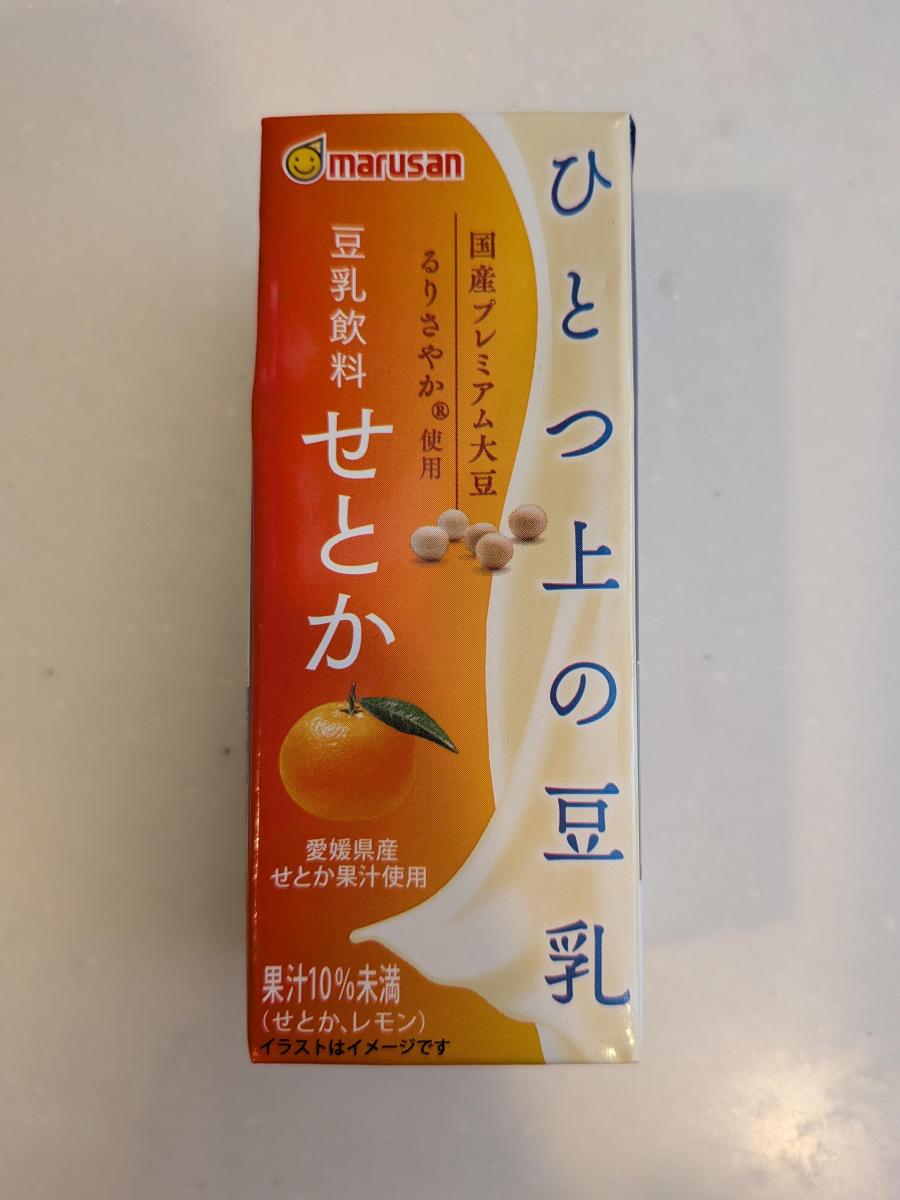 marusan
ひとつ上の豆乳
国産プレミアム大豆
るりさやか®使用
豆乳飲料
せとか
愛媛県産
せとか果汁使用
果汁10%未満
(せとか、レモン)
イラストはイメージです